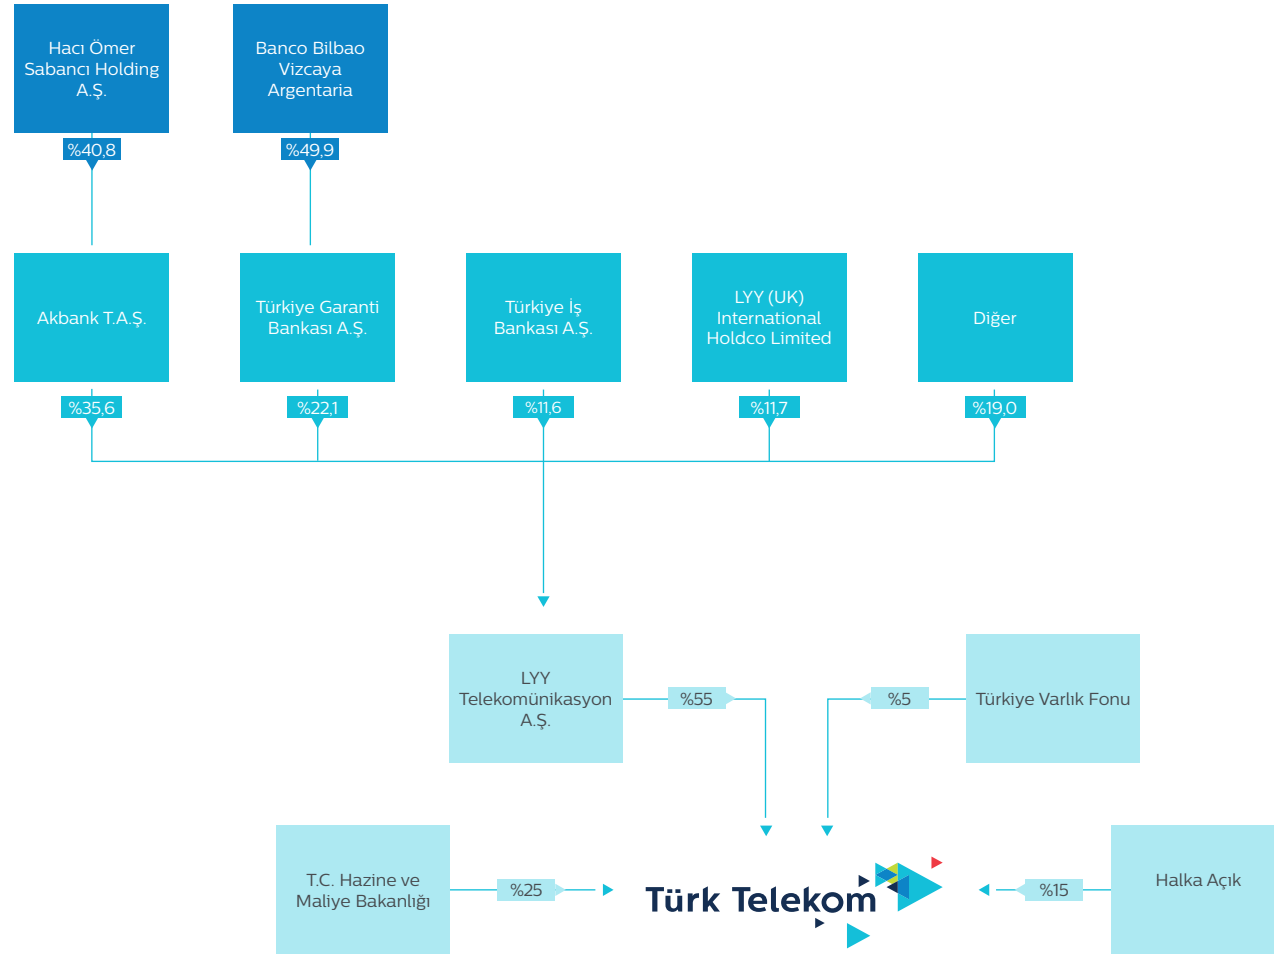 Hacı Ömer
Sabancı Holding
A.Ş.
Banco Bilbao
Vizcaya
Argentaria
%40,8
%49,9
Akbank T.A.Ş.
Türkiye Garanti
Bankası A.Ş.
Türkiye İş
Bankası A.Ş.
LYY (UK)
International
Holdco Limited
Diğer
%35,6
%22,1
%11,6
%11,7
%19,0
LYY
Telekomünikasyon
A.Ş.
%55
%5
Türkiye Varlık Fonu
T.C. Hazine ve
Maliye Bakanlığı
%25
Türk Telekom
%15
Halka Açık